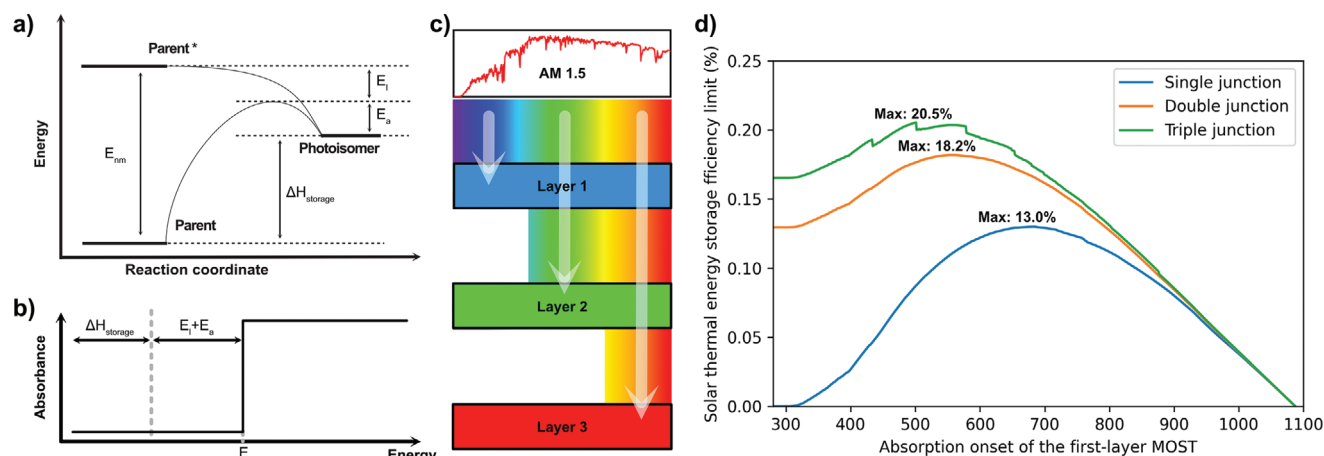 a)
Energy
Parent *
E_l
E_a
E_nm
Photoisomer
ΔH_storage
Parent
Reaction coordinate
b)
ΔH_storage
E_l+E_a
Absorbance
E
Energy
c)
AM 1.5
Layer 1
Layer 2
Layer 3
d)
Solar thermal energy storage fficiency limit (%)
0.25
0.20
0.15
0.10
0.05
0.00
Single junction
Double junction
Triple junction
Max: 20.5%
Max: 18.2%
Max: 13.0%
300 400 500 600 700 800 900 1000 1100
Absorption onset of the first-layer MOST